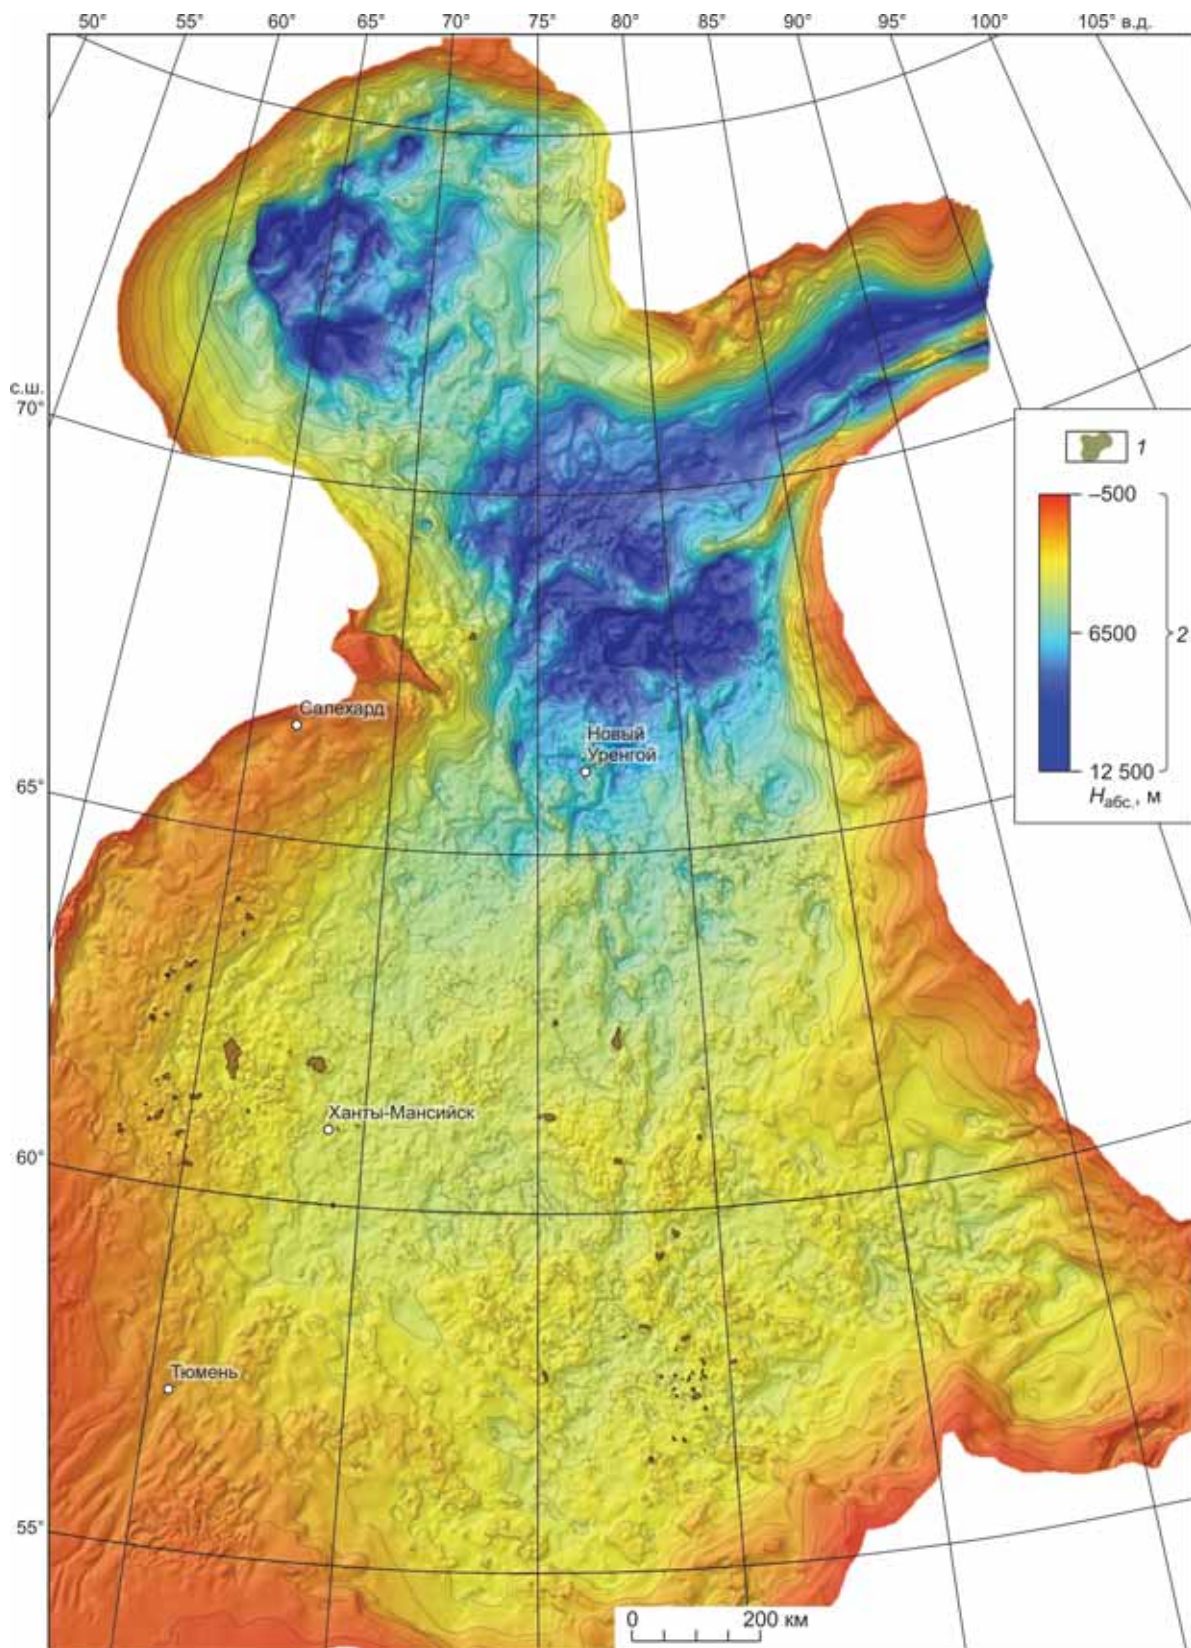 50° 55° 60° 65° 70° 75° 80° 85° 90° 95° 100° 105° в.д.
с.ш.
70°
1
–500
6500
2
12 500
Hабс., м
Салехард
Новый
Уренгой
65°
Ханты-Мансийск
60°
Тюмень
55°
0 200 км